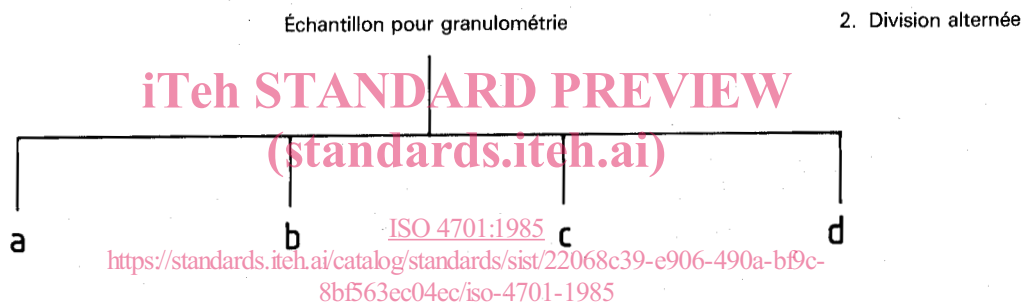 Échantillon pour granulométrie
2. Division alternée
iTeh STANDARD PREVIEW
(standards.iteh.ai)
a
b
c
d
ISO 4701:1985
https://standards.iteh.ai/catalog/standards/sist/22068c39-e906-490a-bf9c-
8bf563ec04ec/iso-4701-1985